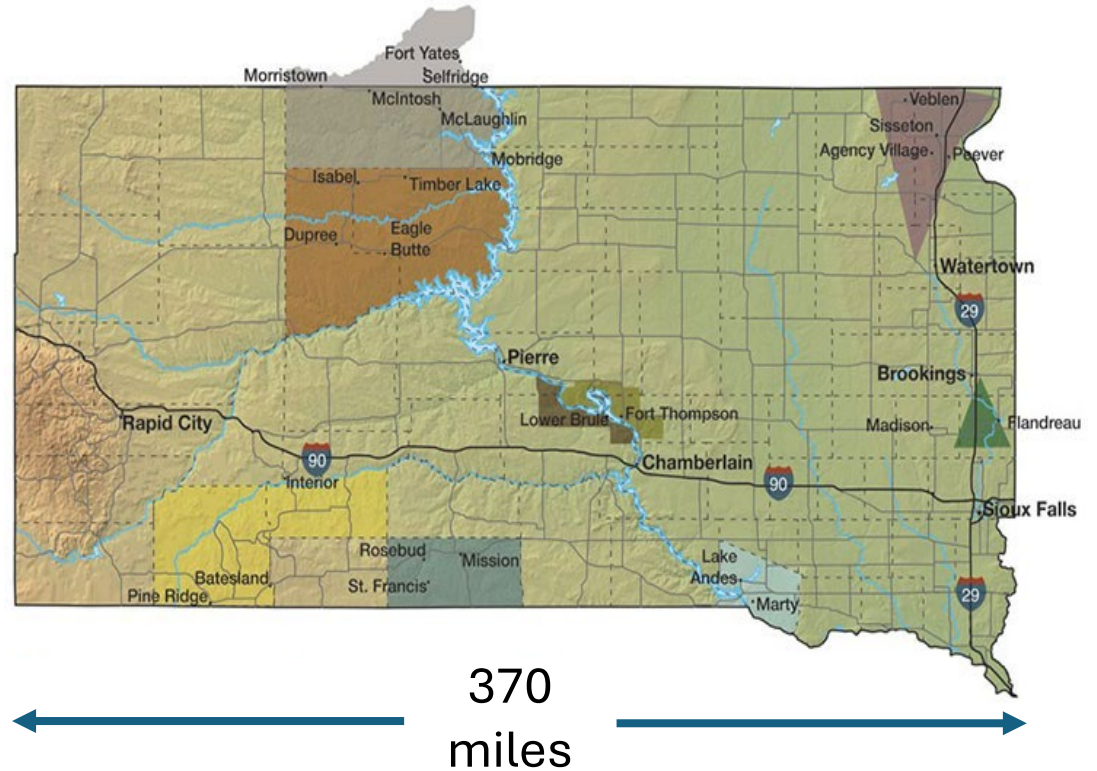 Fort Yates
Morristown
Selfridge
McIntosh
McLaughlin
Veblen
Sisseton
Agency Village
Peever
Mobridge
Isabel
Timber Lake
Dupree
Eagle
Butte
Watertown
29
Pierre
Brookings
Rapid City
Lower Brule
Fort Thompson
Madison
Flandreau
90
Chamberlain
90
Interior
Sioux Falls
Rosebud
Mission
St. Francis
Batesland
Pine Ridge
Lake
Andes
Marty
29
370
miles